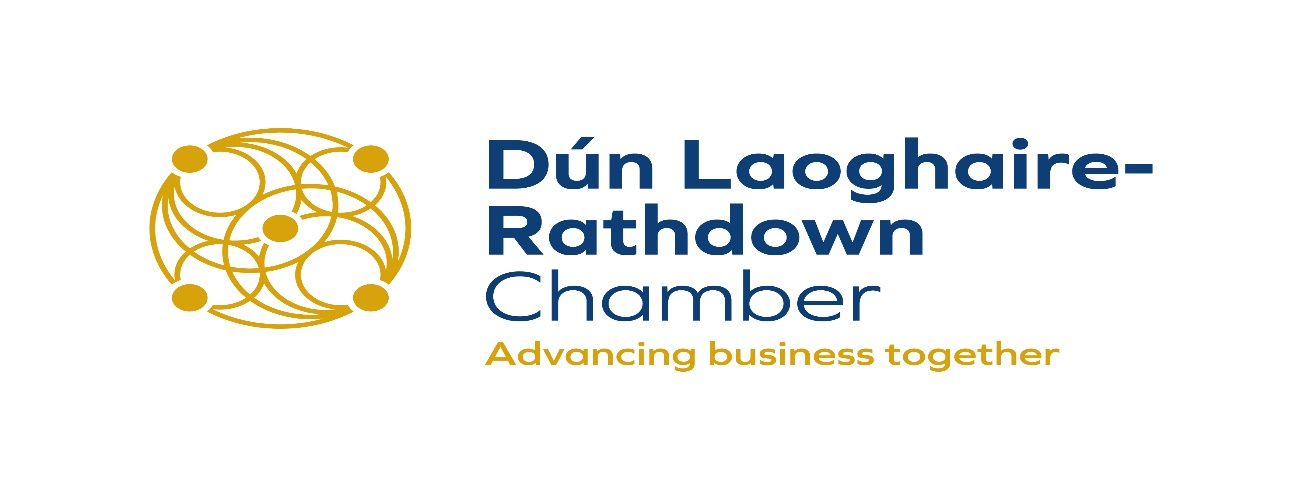 Dún Laoghaire-
Rathdown
Chamber
Advancing business together